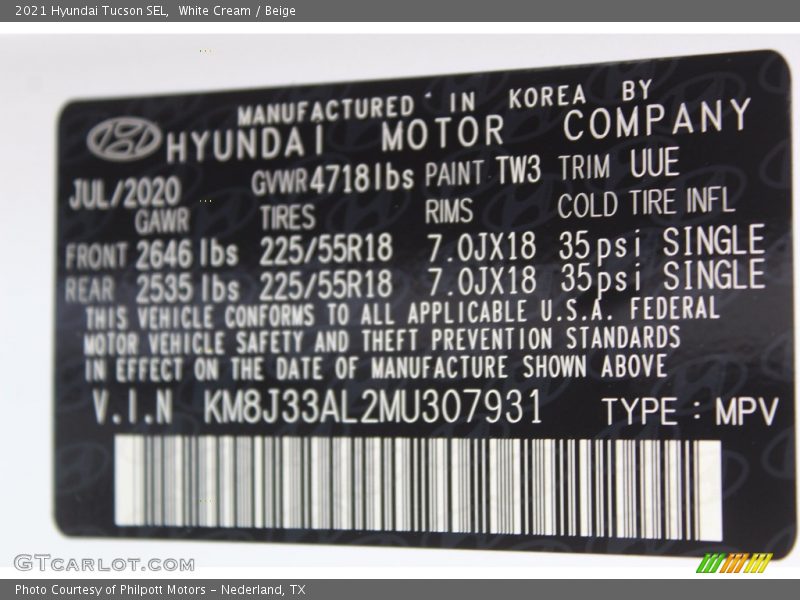 2021 Hyundai Tucson SEL, White Cream / Beige
MANUFACTURED IN KOREA BY
HYUNDAI MOTOR COMPANY
JUL/2020 GVWR 4718lbs PAINT TW3 TRIM UUE
GAWR TIRES RIMS COLD TIRE INFL
FRONT 2646 lbs 225/55R18 7.0JX18 35psi SINGLE
REAR 2535 lbs 225/55R18 7.0JX18 35psi SINGLE
THIS VEHICLE CONFORMS TO ALL APPLICABLE U.S.A. FEDERAL
MOTOR VEHICLE SAFETY AND THEFT PREVENTION STANDARDS
IN EFFECT ON THE DATE OF MANUFACTURE SHOWN ABOVE
V.I.N KM8J33AL2MU307931 TYPE : MPV
GTCARLOT.COM
Photo Courtesy of Philpott Motors - Nederland, TX